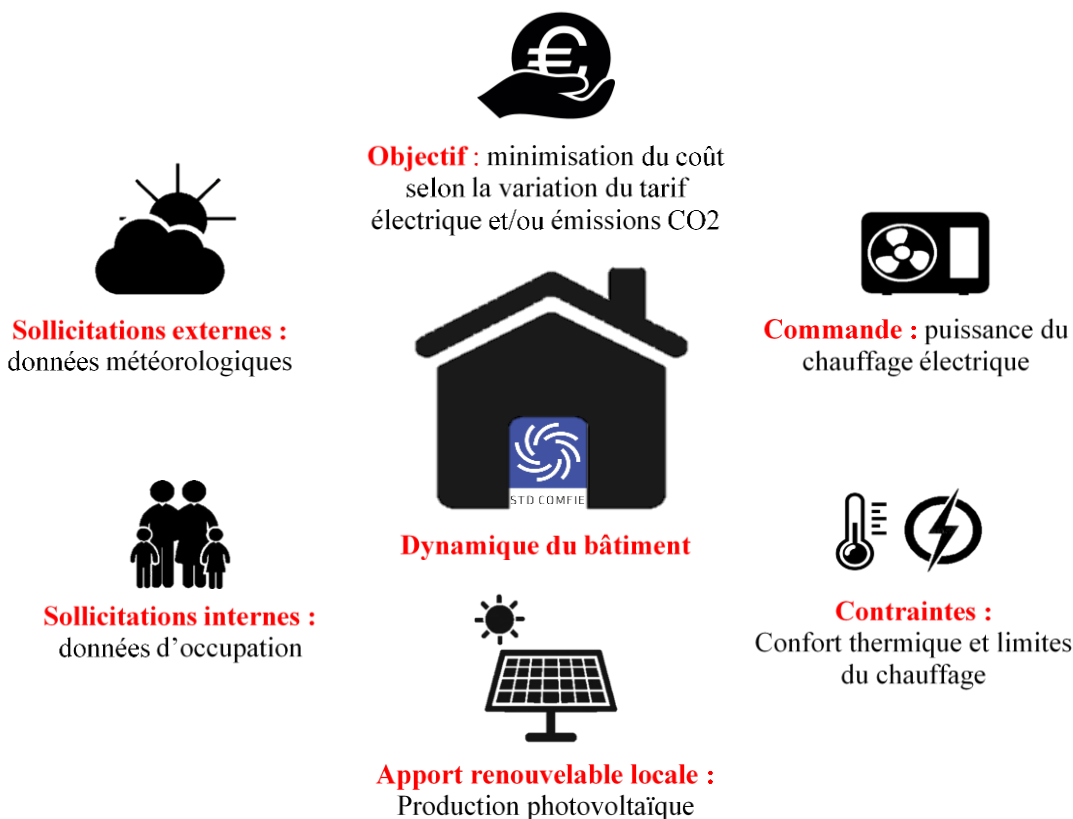 Objectif : minimisation du coût
selon la variation du tarif
électrique et/ou émissions CO2
Sollicitations externes :
données météorologiques
Commande : puissance du
chauffage électrique
STD COMFIE
Dynamique du bâtiment
Sollicitations internes :
données d'occupation
Contraintes :
Confort thermique et limites
du chauffage
Apport renouvelable locale :
Production photovoltaïque